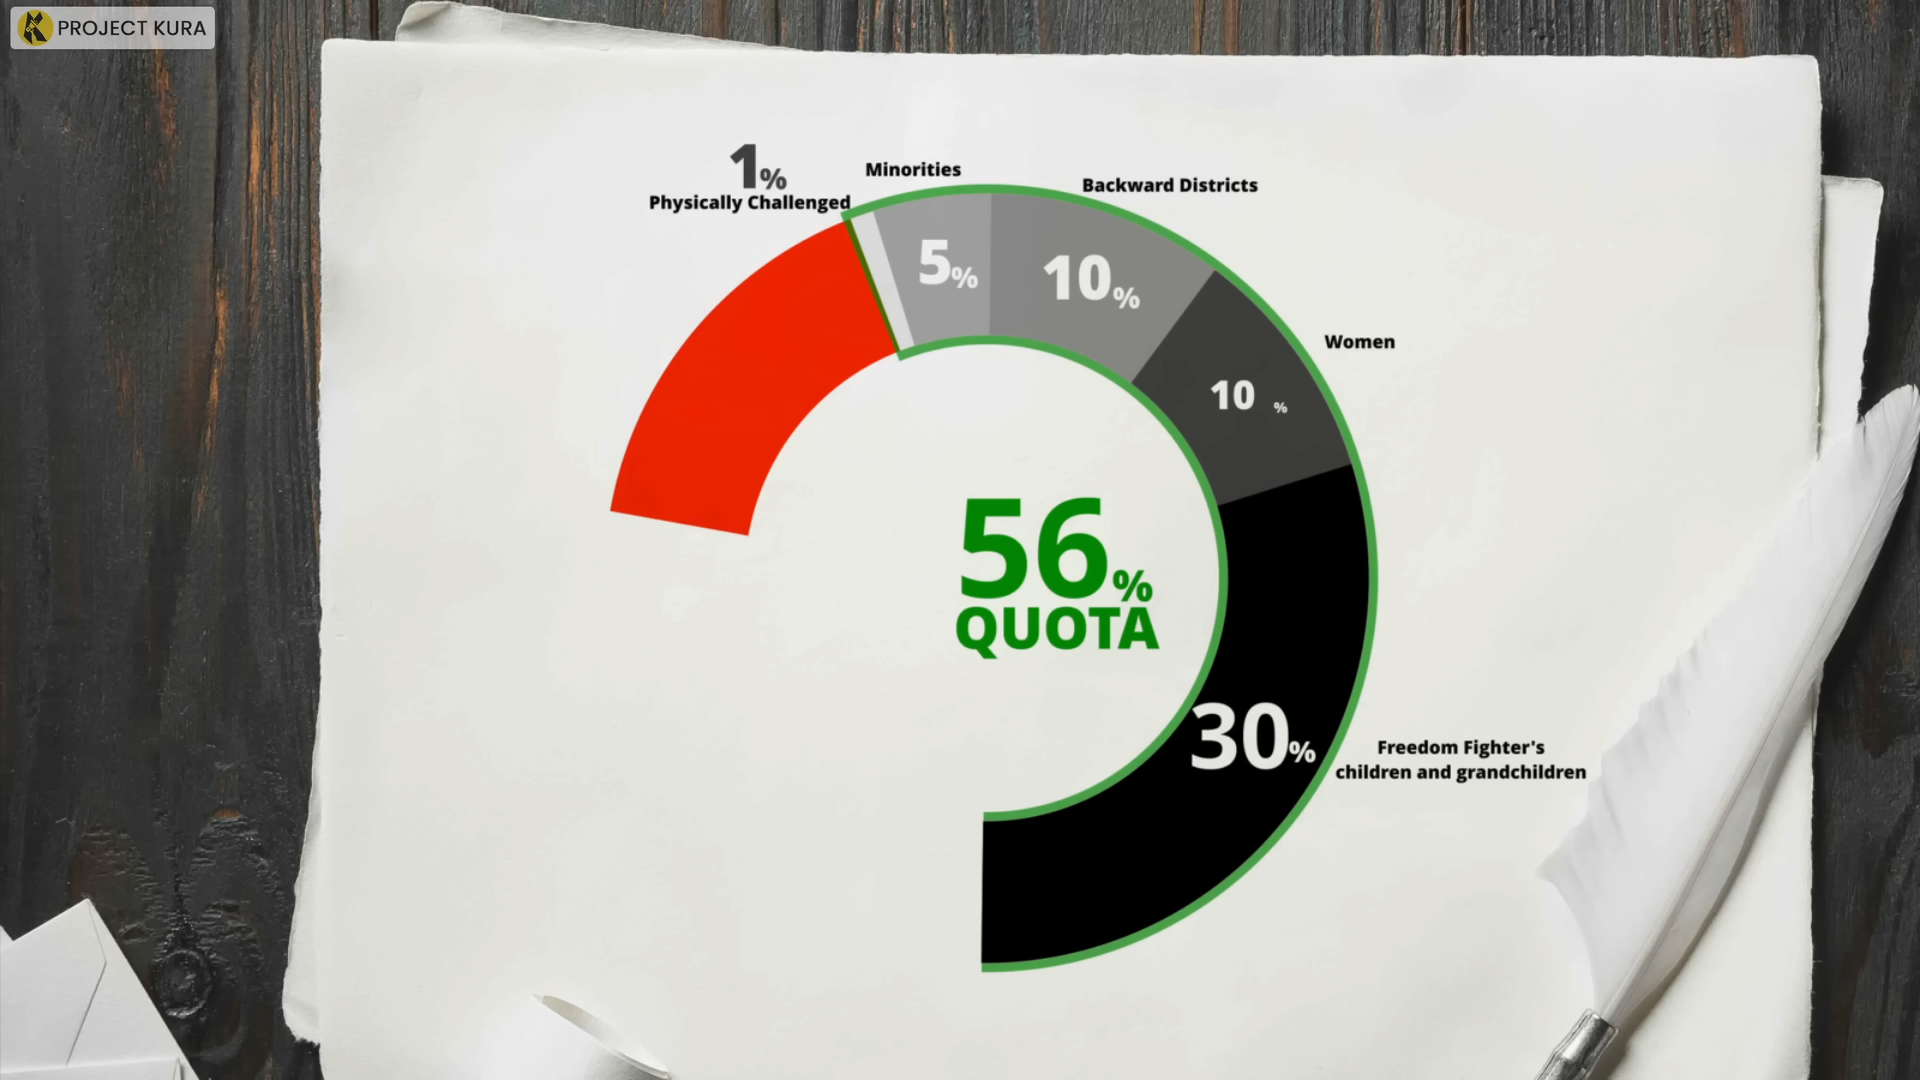 PROJECT KURA
1%
Physically Challenged
Minorities
Backward Districts
5%
10%
Women
10 %
56%
QUOTA
30%
Freedom Fighter's
children and grandchildren